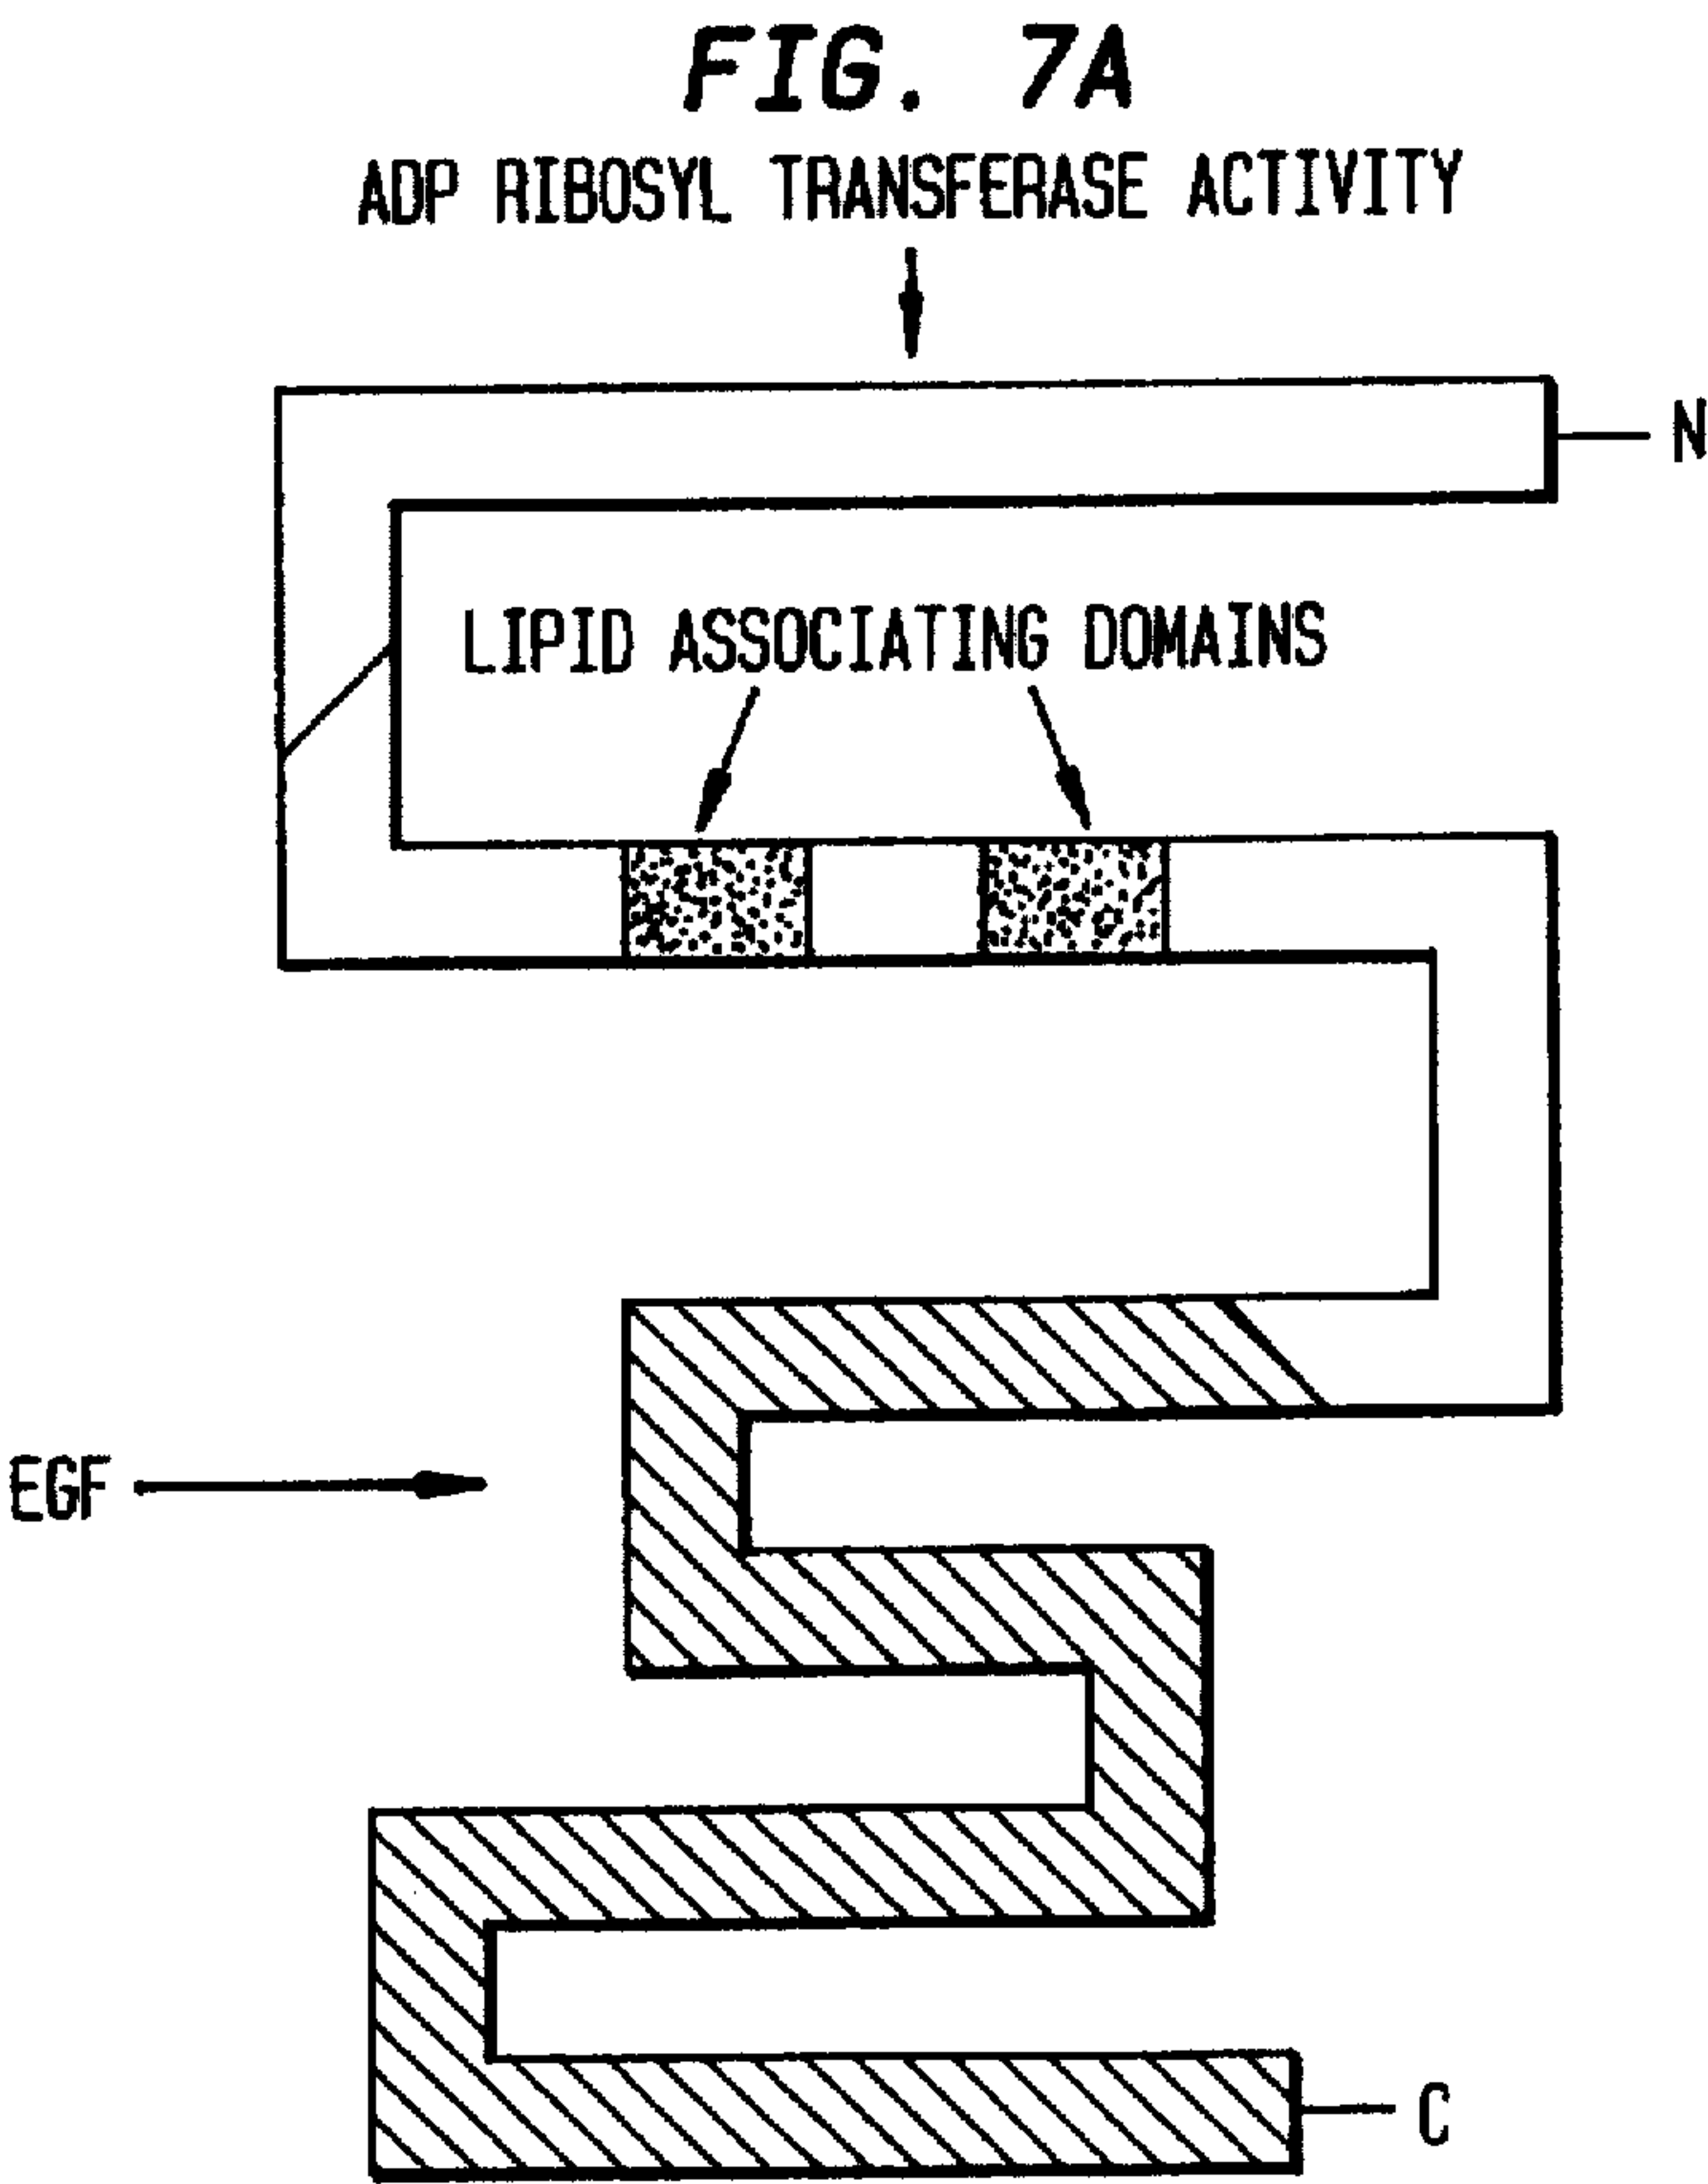 FIG. 7A
ADP RIBOSYL TRANSFERASE ACTIVITY
N
LIPID ASSOCIATING DOMAINS
EGF
C